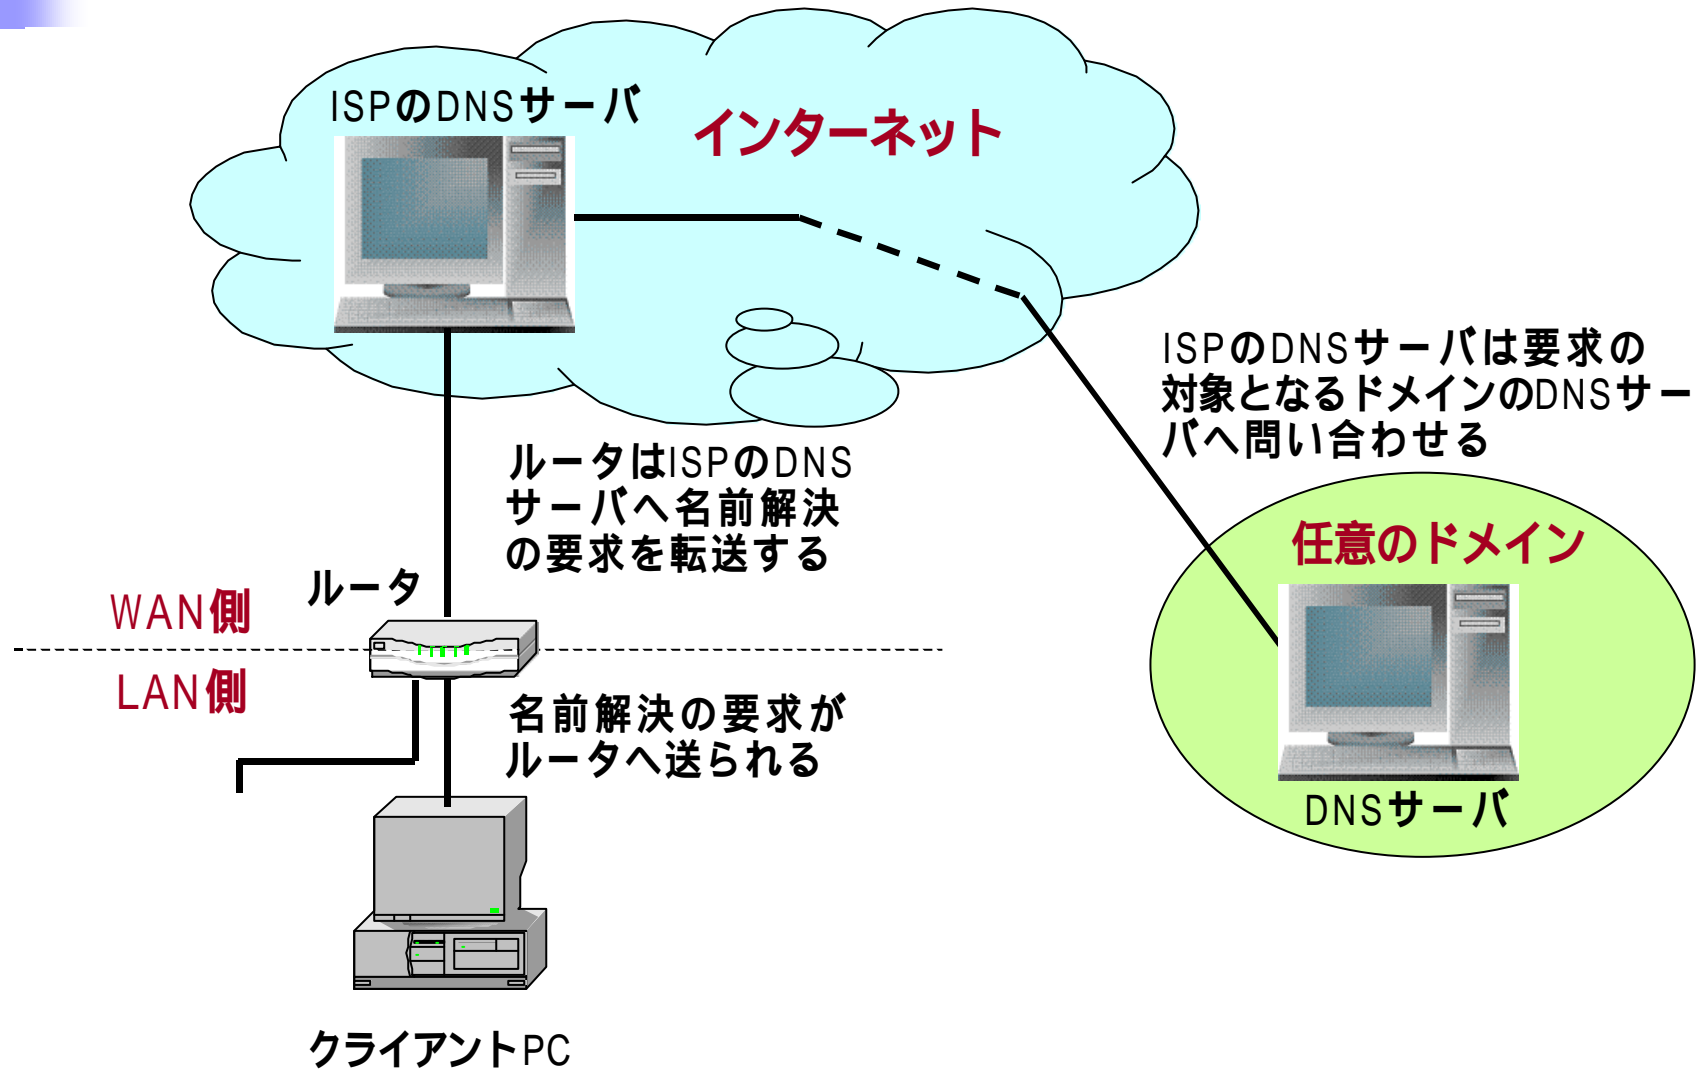 ISPのDNSサーバ
インターネット
ISPのDNSサーバは要求の
対象となるドメインのDNSサー
バへ問い合わせる
ルータはISPのDNS
サーバへ名前解決
の要求を転送する
任意のドメイン
ルータ
WAN側
LAN側
名前解決の要求が
ルータへ送られる
DNSサーバ
クライアントPC